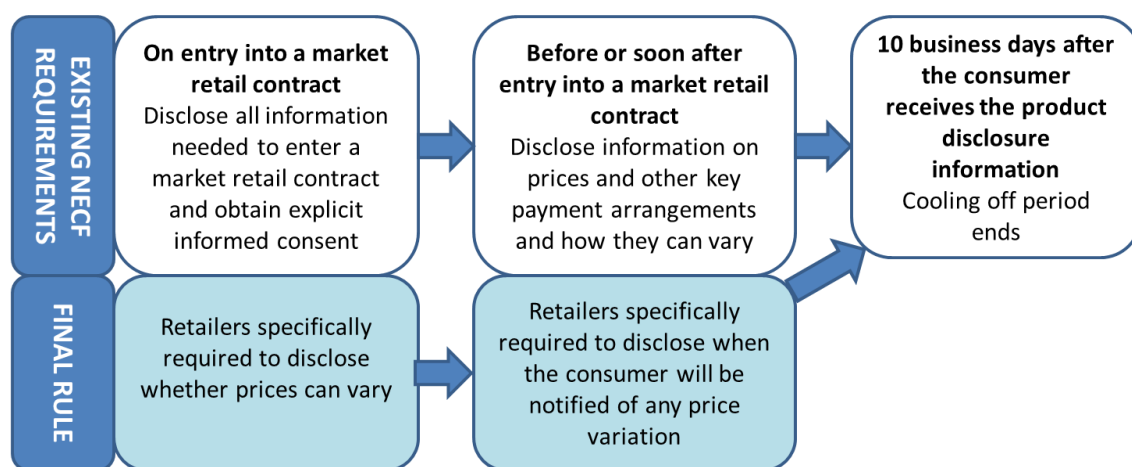 EXISTING NECF
REQUIREMENTS
On entry into a market
retail contract
Disclose all information
needed to enter a
market retail contract
and obtain explicit
informed consent
Before or soon after
entry into a market retail
contract
Disclose information on
prices and other key
payment arrangements
and how they can vary
10 business days after
the consumer
receives the product
disclosure
information
Cooling off period
ends
FINAL RULE
Retailers specifically
required to disclose
whether prices can vary
Retailers specifically
required to disclose when
the consumer will be
notified of any price
variation